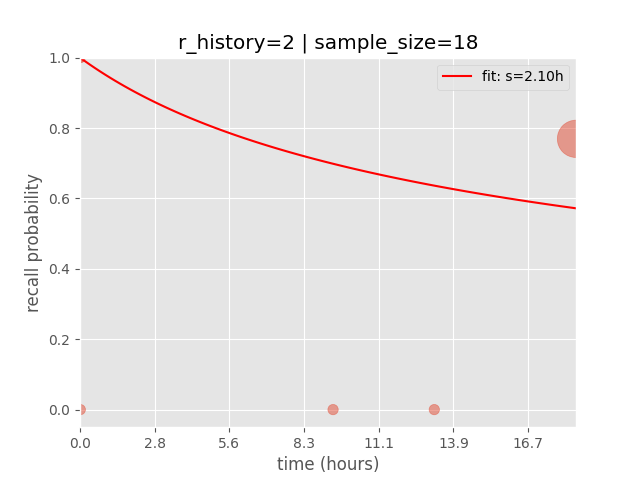 r_history=2 | sample_size=18
fit: s=2.10h
1.0
0.8
0.6
0.4
0.2
0.0
recall probability
0.0 2.8 5.6 8.3 11.1 13.9 16.7
time (hours)